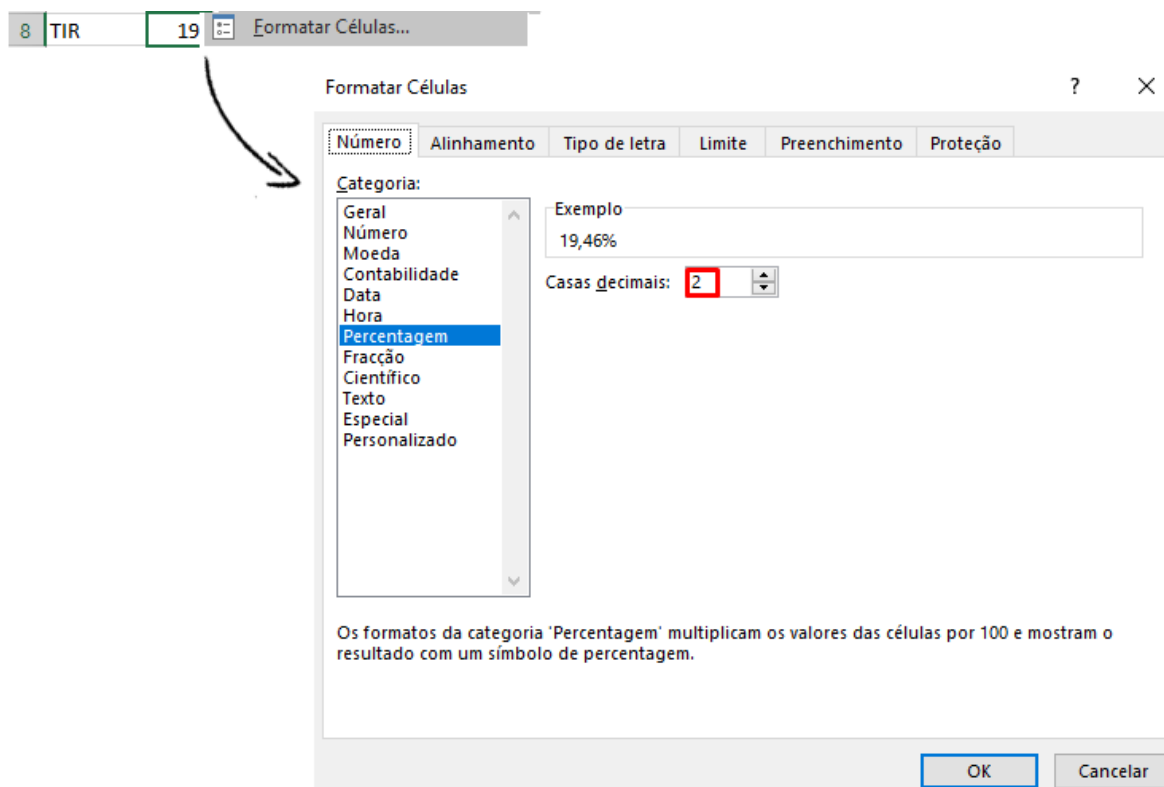 8 TIR 19 Formatar Células...
Formatar Células ?
Número Alinhamento Tipo de letra Limite Preenchimento Proteção
Categoria:
Geral
Número
Moeda
Contabilidade
Data
Hora
Percentagem
Fracção
Científico
Texto
Especial
Personalizado
Exemplo
19,46%
Casas decimais: 2
Os formatos da categoria 'Percentagem' multiplicam os valores das células por 100 e mostram o
resultado com um símbolo de percentagem.
OK Cancelar